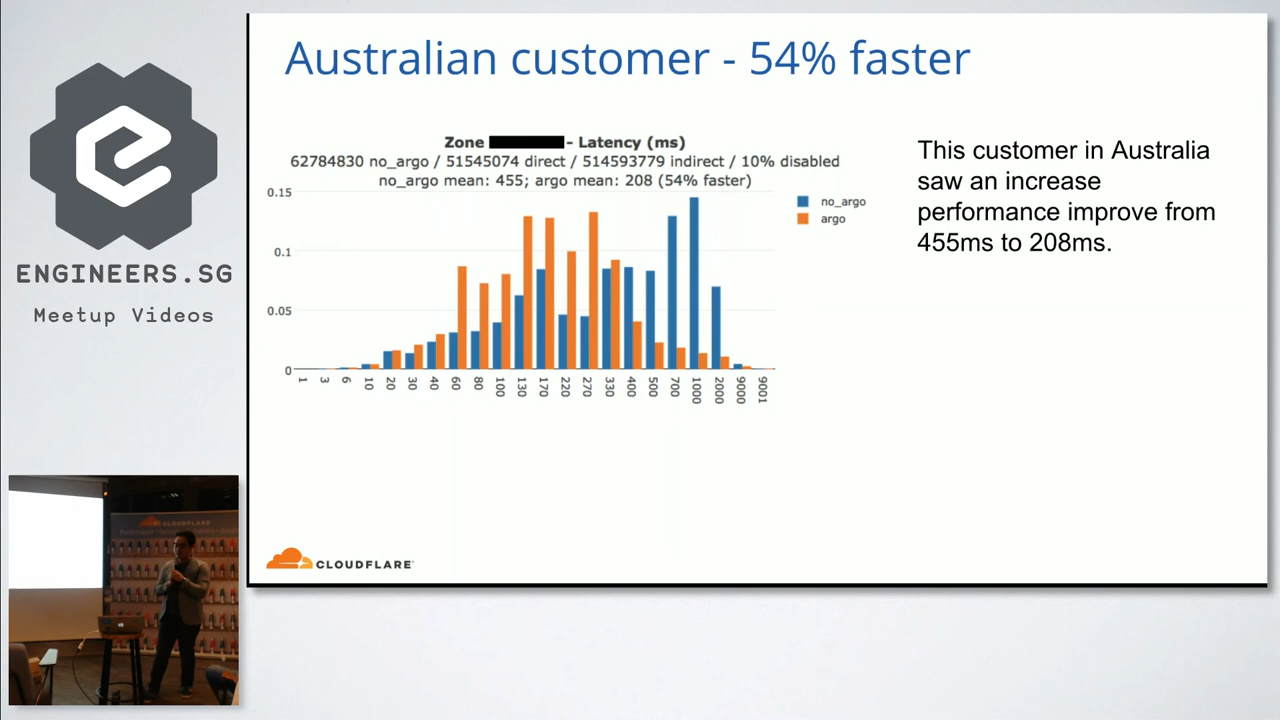 ENGINEERS.SG
Meetup Videos
Australian customer - 54% faster
Zone - Latency (ms)
62784830 no_argo / 51545074 direct / 514593779 indirect / 10% disabled
no_argo mean: 455; argo mean: 208 (54% faster)
0.15
0.1
0.05
0
1 3 6 10 20 30 40 60 80 100 130 170 220 270 330 400 500 700 1000 2000 9000 9001
no_argo
argo
This customer in Australia
saw an increase
performance improve from
455ms to 208ms.
CLOUDFLARE
CLOUDFLARE